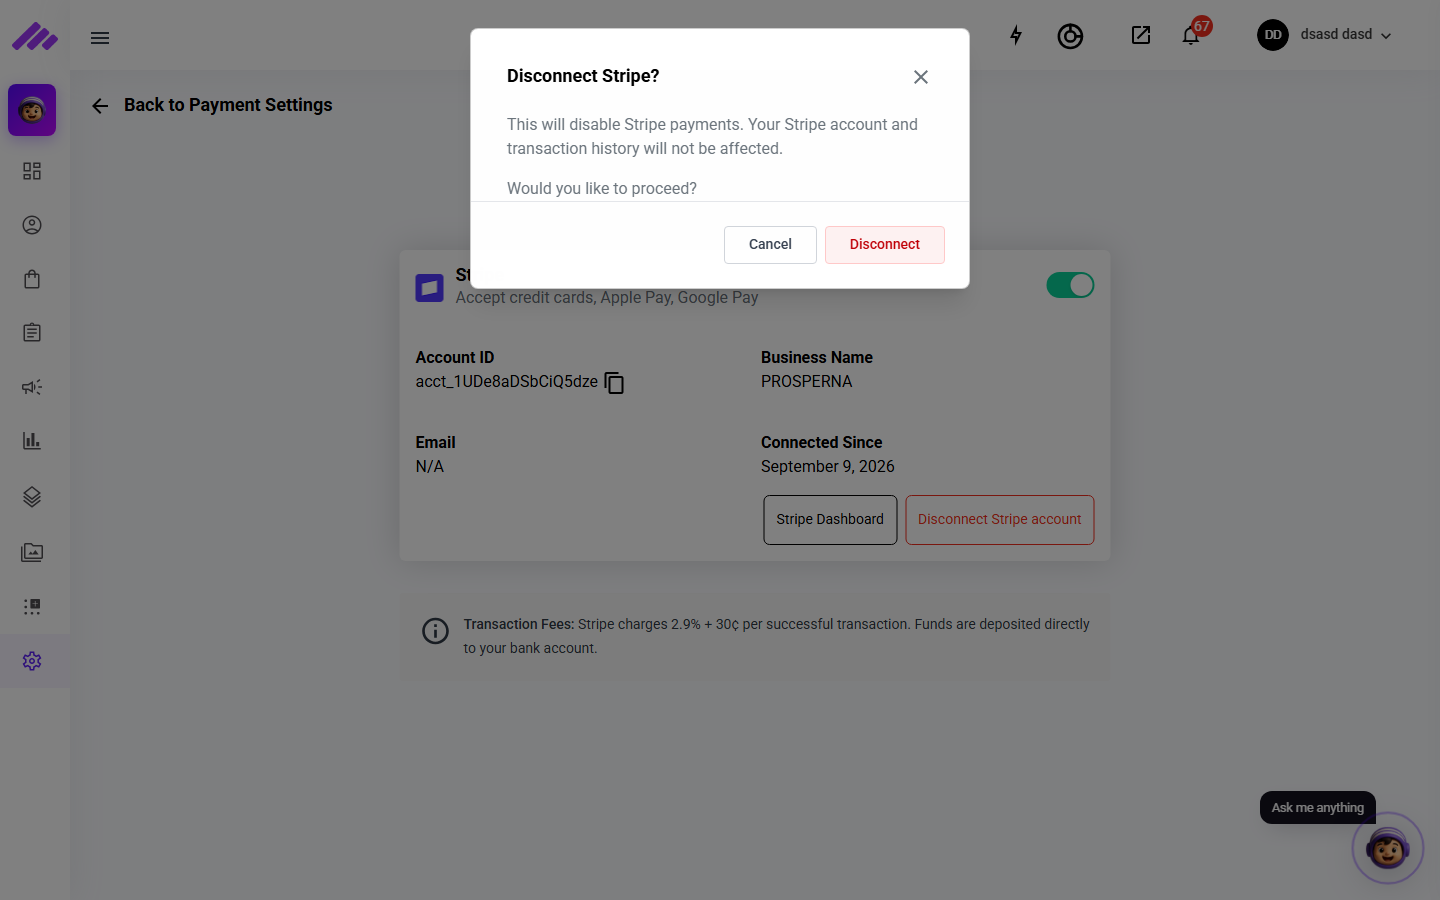 67
DD
dsasd dasd
Back to Payment Settings
Disconnect Stripe?
This will disable Stripe payments. Your Stripe account and
transaction history will not be affected.
Would you like to proceed?
Cancel
Disconnect
Accept credit cards, Apple Pay, Google Pay
Account ID
acct_1UDe8aDSbCiQ5dze
Business Name
PROSPERNA
Email
N/A
Connected Since
September 9, 2026
Stripe Dashboard
Disconnect Stripe account
Transaction Fees: Stripe charges 2.9% + 30¢ per successful transaction. Funds are deposited directly
to your bank account.
Ask me anything